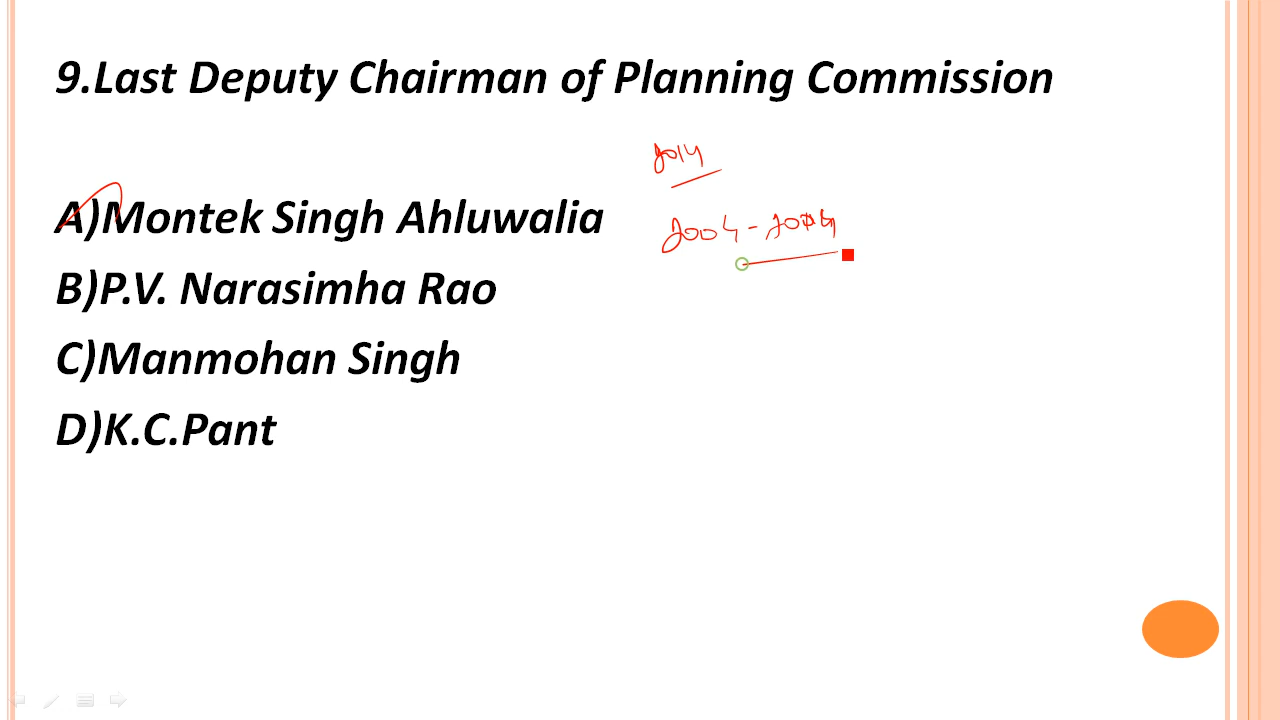 9.Last Deputy Chairman of Planning Commission
2014
A)Montek Singh Ahluwalia
2004 - 2014
B)P.V. Narasimha Rao
C)Manmohan Singh
D)K.C.Pant